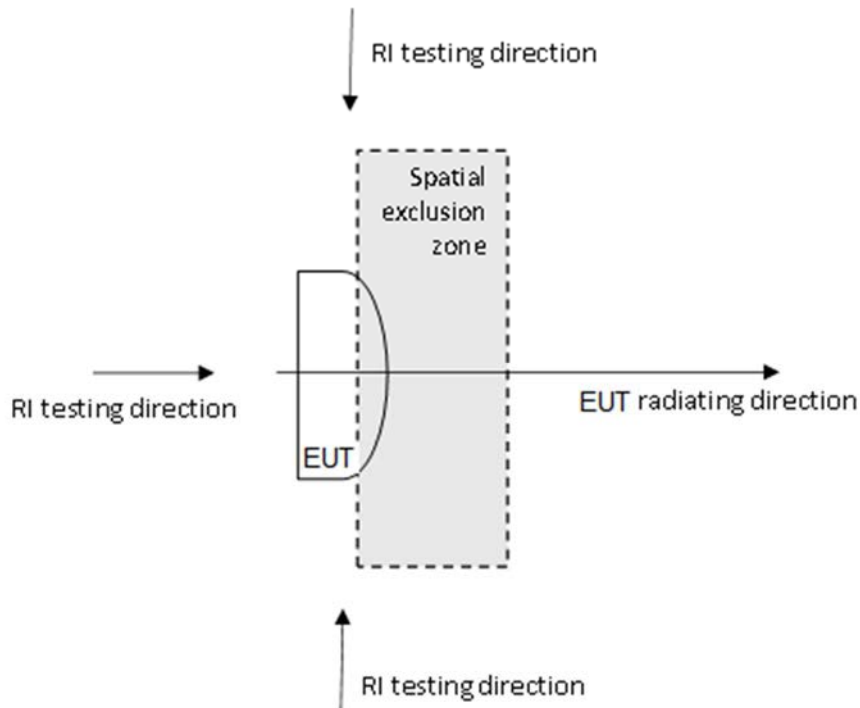 RI testing direction
Spatial
exclusion
zone
RI testing direction
EUT radiating direction
EUT
RI testing direction